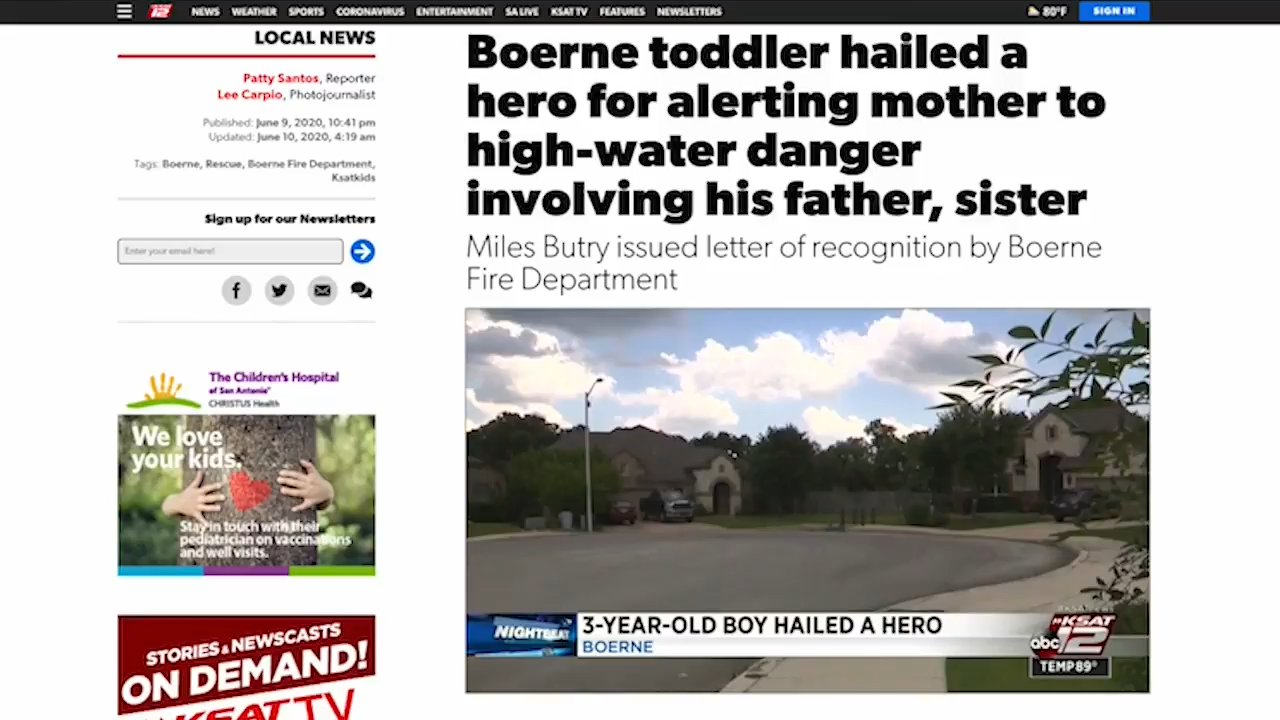 12
NEWS WEATHER SPORTS CORONAVIRUS ENTERTAINMENT SA LIVE KSAT TV FEATURES NEWSLETTERS
80°F
SIGN IN
LOCAL NEWS
Patty Santos, Reporter
Lee Carpio, Photojournalist
Published: June 9, 2020, 10:41 pm
Updated: June 10, 2020, 4:19 am
Tags: Boerne, Rescue, Boerne Fire Department,
Ksatkids
Sign up for our Newsletters
Enter your email here!
The Children's Hospital
of San Antonio
CHRISTUS Health
We love
your kids.
Stay in touch with their
pediatrician on vaccinations
and well visits.
STORIES & NEWSCASTS
ON DEMAND!
KSAT TV
Boerne toddler hailed a
hero for alerting mother to
high-water danger
involving his father, sister
Miles Butry issued letter of recognition by Boerne
Fire Department
NIGHTBEAT
3-YEAR-OLD BOY HAILED A HERO
BOERNE
#KSATNEWS
KSAT
abc 12
TEMP 89°